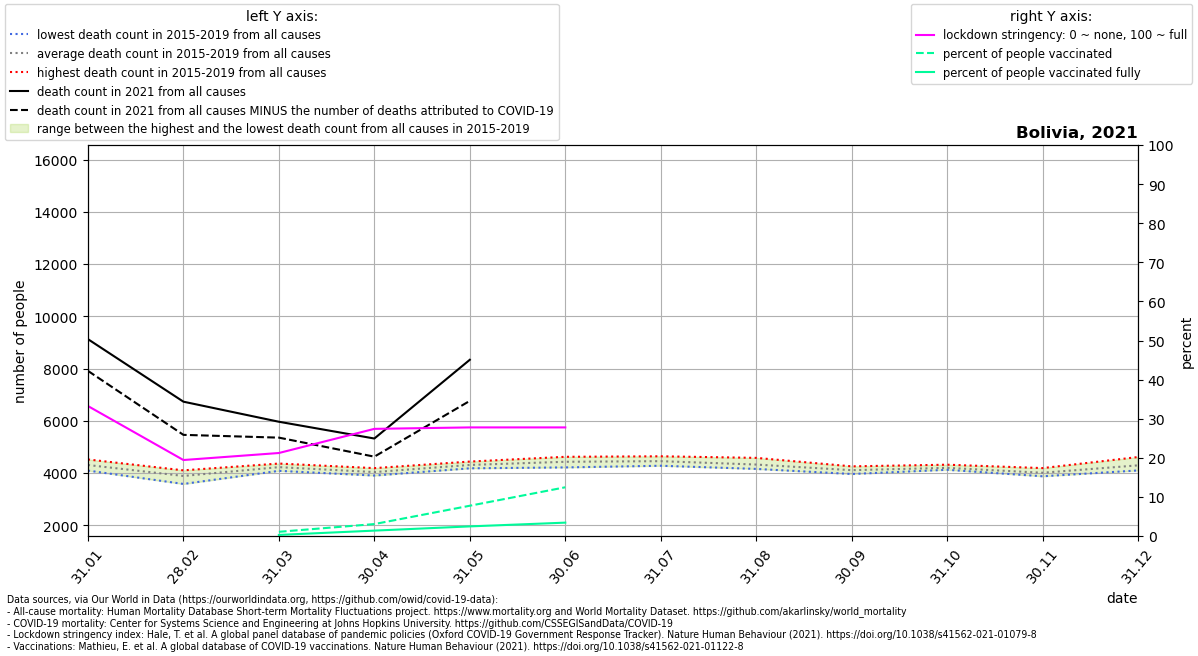 left Y axis:
lowest death count in 2015-2019 from all causes
average death count in 2015-2019 from all causes
highest death count in 2015-2019 from all causes
death count in 2021 from all causes
death count in 2021 from all causes MINUS the number of deaths attributed to COVID-19
range between the highest and the lowest death count from all causes in 2015-2019
right Y axis:
lockdown stringency: 0 ~ none, 100 ~ full
percent of people vaccinated
percent of people vaccinated fully
Bolivia, 2021
number of people
16000
14000
12000
10000
8000
6000
4000
2000
100
90
80
70
60
50
40
30
20
10
0
percent
31.01
28.02
31.03
30.04
31.05
30.06
31.07
31.08
30.09
31.10
30.11
31.12
date
Data sources, via Our World in Data (https://ourworldindata.org, https://github.com/owid/covid-19-data):
- All-cause mortality: Human Mortality Database Short-term Mortality Fluctuations project. https://www.mortality.org and World Mortality Dataset. https://github.com/akarlinsky/world_mortality
- COVID-19 mortality: Center for Systems Science and Engineering at Johns Hopkins University. https://github.com/CSSEGISandData/COVID-19
- Lockdown stringency index: Hale, T. et al. A global panel database of pandemic policies (Oxford COVID-19 Government Response Tracker). Nature Human Behaviour (2021). https://doi.org/10.1038/s41562-021-01079-8
- Vaccinations: Mathieu, E. et al. A global database of COVID-19 vaccinations. Nature Human Behaviour (2021). https://doi.org/10.1038/s41562-021-01122-8